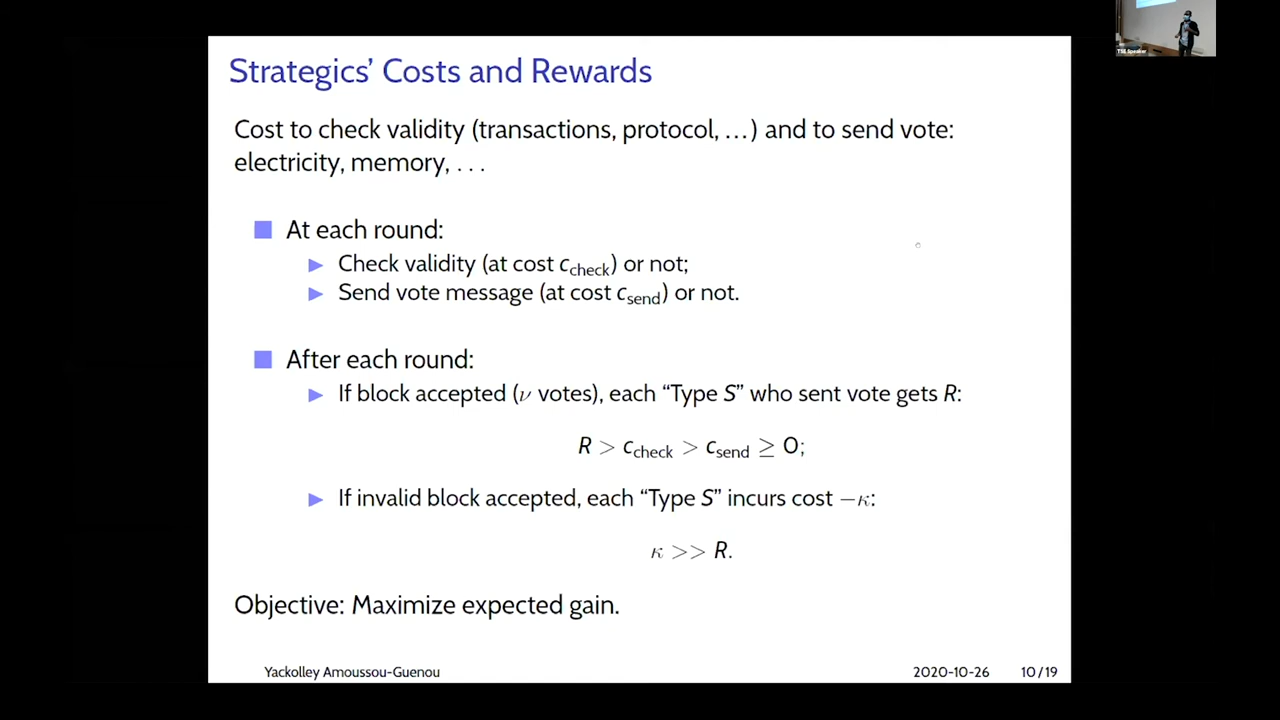 TSE Speaker
Strategics' Costs and Rewards
Cost to check validity (transactions, protocol, ...) and to send vote:
electricity, memory, ...
At each round:
Check validity (at cost c_check) or not;
Send vote message (at cost c_send) or not.
After each round:
If block accepted (ν votes), each “Type S” who sent vote gets R:
R > c_check > c_send ≥ 0;
If invalid block accepted, each “Type S” incurs cost −κ:
κ >> R.
Objective: Maximize expected gain.
Yackolley Amoussou-Guenou 2020-10-26 10/19